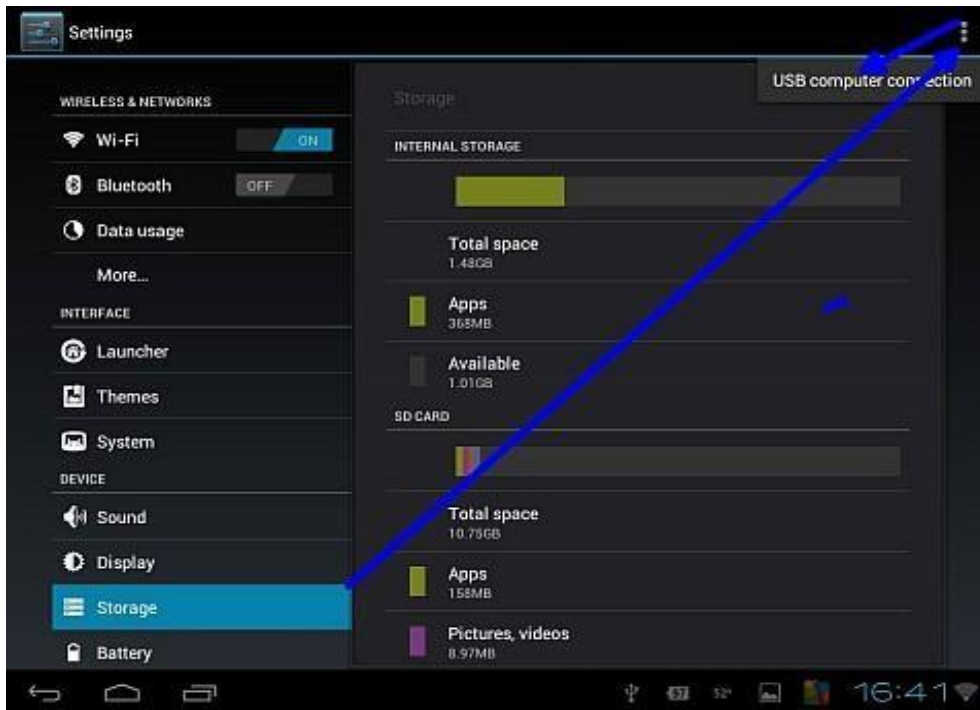 Settings
USB computer connection
WIRELESS & NETWORKS
Wi-Fi
ON
Bluetooth
OFF
Data usage
More...
INTERFACE
Launcher
Themes
System
DEVICE
Sound
Display
Storage
Battery
Storage
INTERNAL STORAGE
Total space
1.48GB
Apps
368MB
Available
1.01GB
SD CARD
Total space
10.75GB
Apps
158MB
Pictures, videos
8.97MB
57
52°
16:41